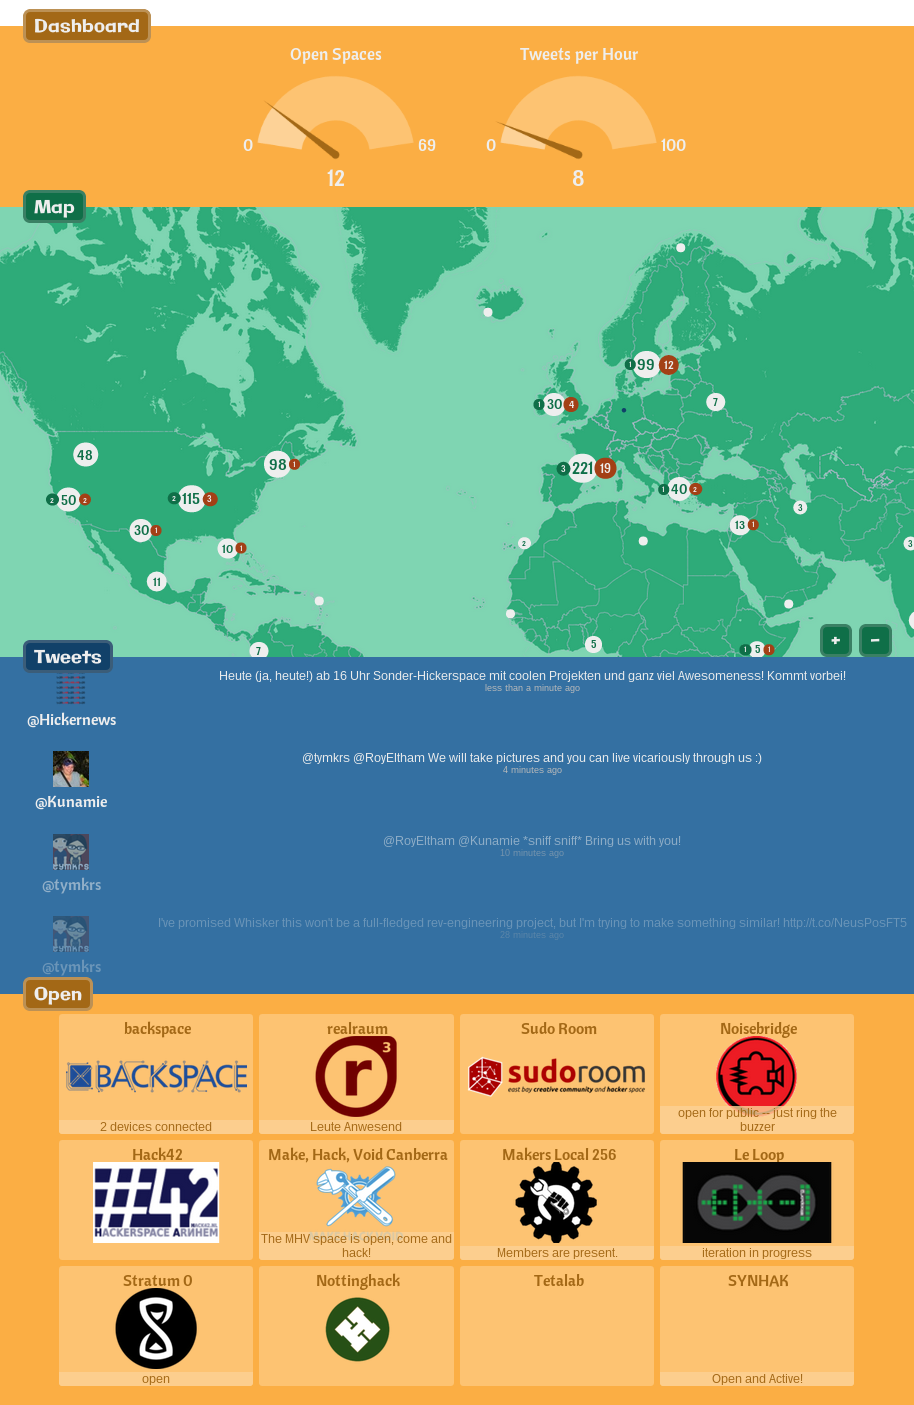 Dashboard
Open Spaces
Tweets per Hour
0
69
0
100
12
8
Map
1 99 12
1 30 4
7
48
98 1
3 221 19
2 50 2
2 115 3
1 40 2
3
30 1
13 1
10 1
2
3
11
5
7
1 5 1
+ -
Tweets
Heute (ja, heute!) ab 16 Uhr Sonder-Hickerspace mit coolen Projekten und ganz viel Awesomeness! Kommt vorbei!
less than a minute ago
@Hickernews
@tymkrs @RoyEltham We will take pictures and you can live vicariously through us :)
4 minutes ago
@Kunamie
@RoyEltham @Kunamie *sniff sniff* Bring us with you!
10 minutes ago
tymkrs
@tymkrs
I've promised Whisker this won't be a full-fledged rev-engineering project, but I'm trying to make something similar! http://t.co/NeusPosFT5
28 minutes ago
tymkrs
@tymkrs
Open
backspace
BACKSPACE
2 devices connected
realraum
r3
Leute Anwesend
Sudo Room
sudoroom
east bay creative community and hacker space
Noisebridge
open for public -- just ring the
buzzer
Hack42
#42
HACK42.NL
HACKERSPACE ARNHEM
Make, Hack, Void Canberra
The MHV space is open, come and
hack!
Makers Local 256
Members are present.
Le Loop
iteration in progress
Stratum 0
open
Nottinghack
Tetalab
SYNHAK
Open and Active!